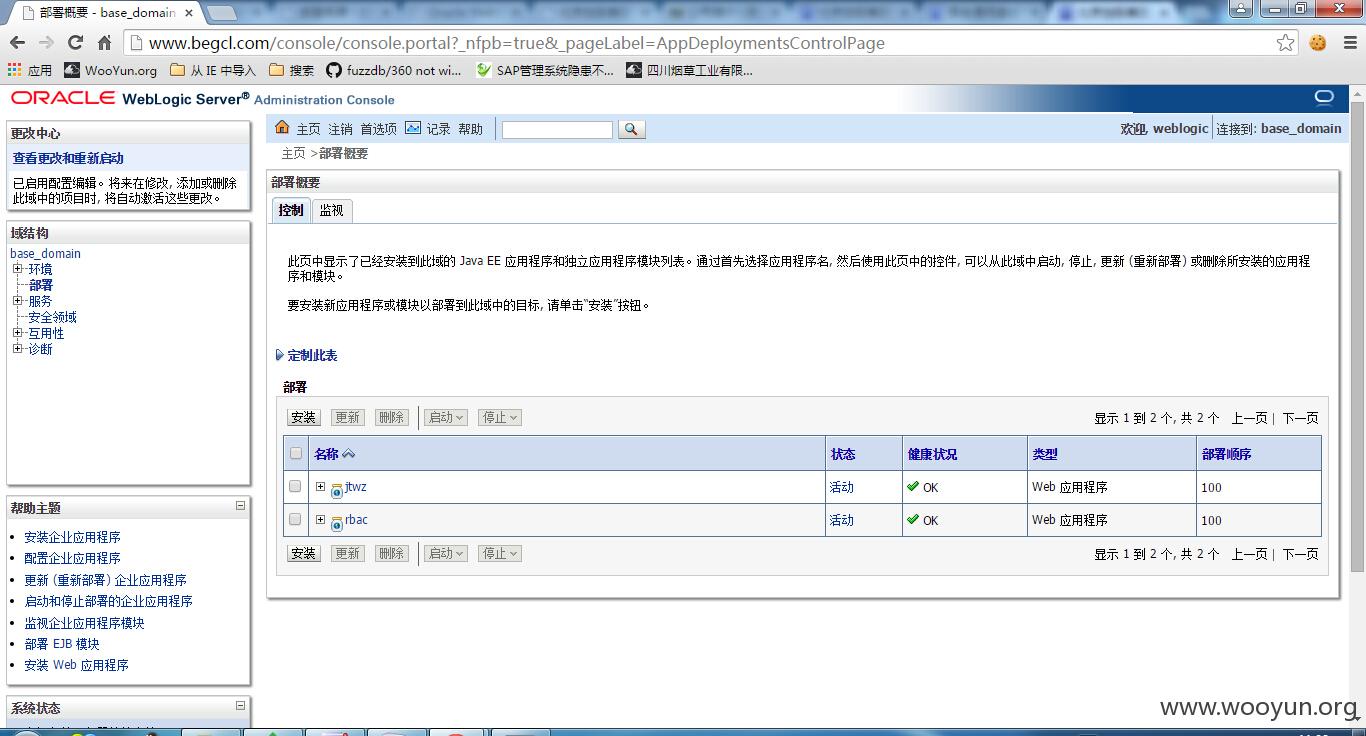 部署概要 - base_domain
www.begcl.com/console/console.portal?_nfpb=true&_pageLabel=AppDeploymentsControlPage
应用 WooYun.org 从 IE 中导入 搜索 fuzzdb/360 not wi... SAP管理系统隐患不... 四川烟草工业有限...
ORACLE WebLogic Server® Administration Console
更改中心
查看更改和重新启动
已启用配置编辑。将来在修改, 添加或删除
此域中的项目时, 将自动激活这些更改。
域结构
base_domain
环境
部署
服务
安全领域
互用性
诊断
帮助主题
安装企业应用程序
配置企业应用程序
更新 (重新部署) 企业应用程序
启动和停止部署的企业应用程序
监视企业应用程序模块
部署 EJB 模块
安装 Web 应用程序
系统状态
主页 注销 首选项 记录 帮助
欢迎, weblogic 连接到: base_domain
主页 >部署概要
部署概要
控制 监视
此页中显示了已经安装到此域的 Java EE 应用程序和独立应用程序模块列表。通过首先选择应用程序名, 然后使用此页中的控件, 可以从此域中启动, 停止, 更新 (重新部署) 或删除所安装的应用程
序和模块。
要安装新应用程序或模块以部署到此域中的目标, 请单击“安装”按钮。
定制此表
部署
安装 更新 删除 启动 停止 显示 1 到 2 个, 共 2 个 上一页 | 下一页
名称 状态 健康状况 类型 部署顺序
jtwz 活动 OK Web 应用程序 100
rbac 活动 OK Web 应用程序 100
安装 更新 删除 启动 停止 显示 1 到 2 个, 共 2 个 上一页 | 下一页
www.wooyun.org